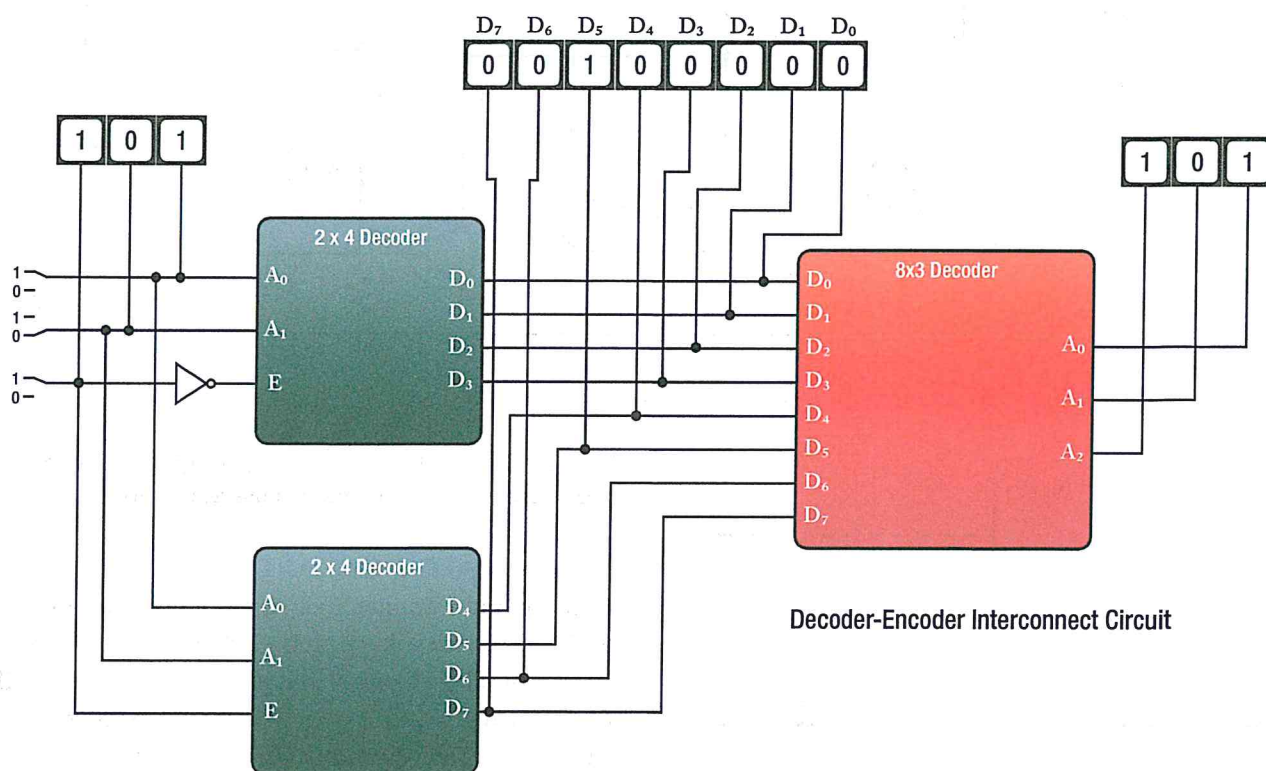 D₇ D₆ D₅ D₄ D₃ D₂ D₁ D₀
0 0 1 0 0 0 0 0
1 0 1
1 0 1
2 x 4 Decoder
8x3 Decoder
1
0
1
0
1
0
A₀
A₁
E
D₀
D₁
D₂
D₃
D₀
D₁
D₂
D₃
D₄
D₅
D₆
D₇
A₀
A₁
A₂
2 x 4 Decoder
A₀
A₁
E
D₄
D₅
D₆
D₇
Decoder-Encoder Interconnect Circuit